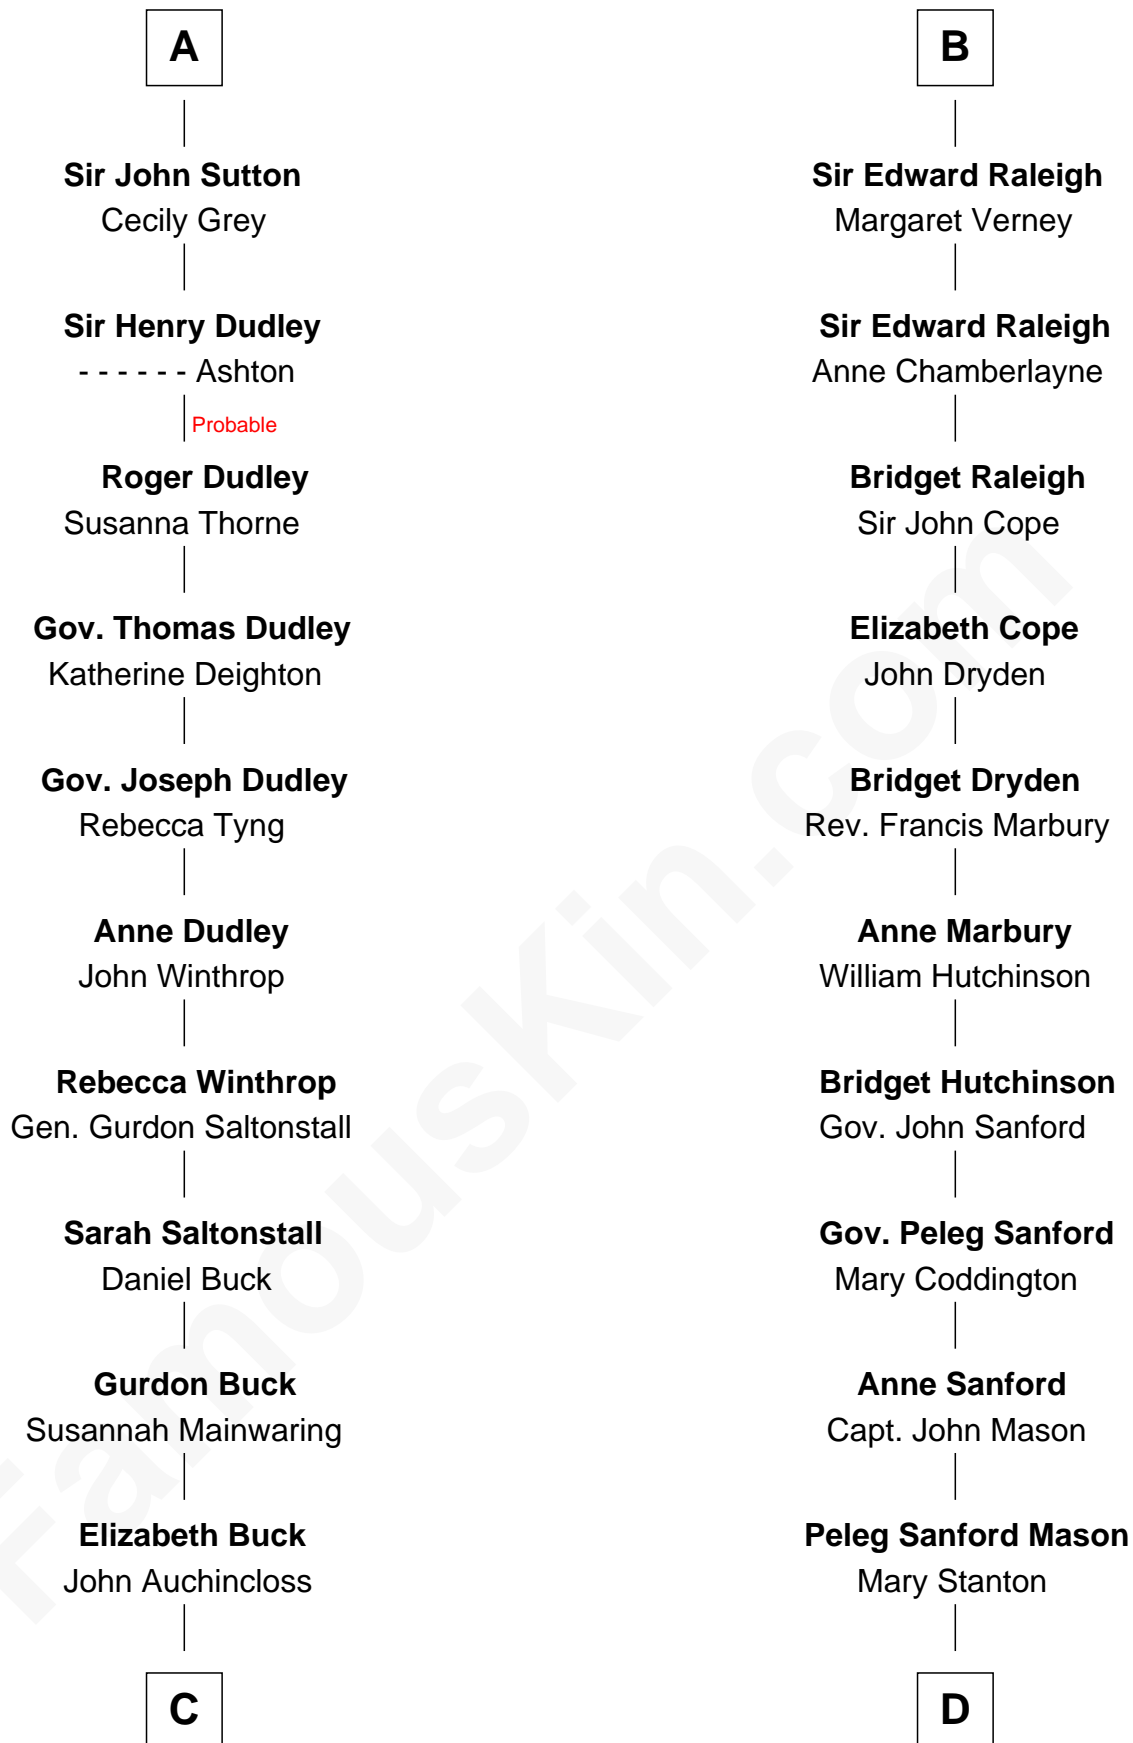 A
Sir John Sutton
Cecily Grey
Sir Henry Dudley
- - - - - - Ashton
Probable
Roger Dudley
Susanna Thorne
Gov. Thomas Dudley
Katherine Deighton
Gov. Joseph Dudley
Rebecca Tyng
Anne Dudley
John Winthrop
Rebecca Winthrop
Gen. Gurdon Saltonstall
Sarah Saltonstall
Daniel Buck
Gurdon Buck
Susannah Mainwaring
Elizabeth Buck
John Auchincloss
C
B
Sir Edward Raleigh
Margaret Verney
Sir Edward Raleigh
Anne Chamberlayne
Bridget Raleigh
Sir John Cope
Elizabeth Cope
John Dryden
Bridget Dryden
Rev. Francis Marbury
Anne Marbury
William Hutchinson
Bridget Hutchinson
Gov. John Sanford
Gov. Peleg Sanford
Mary Coddington
Anne Sanford
Capt. John Mason
Peleg Sanford Mason
Mary Stanton
D
FamousKin.com